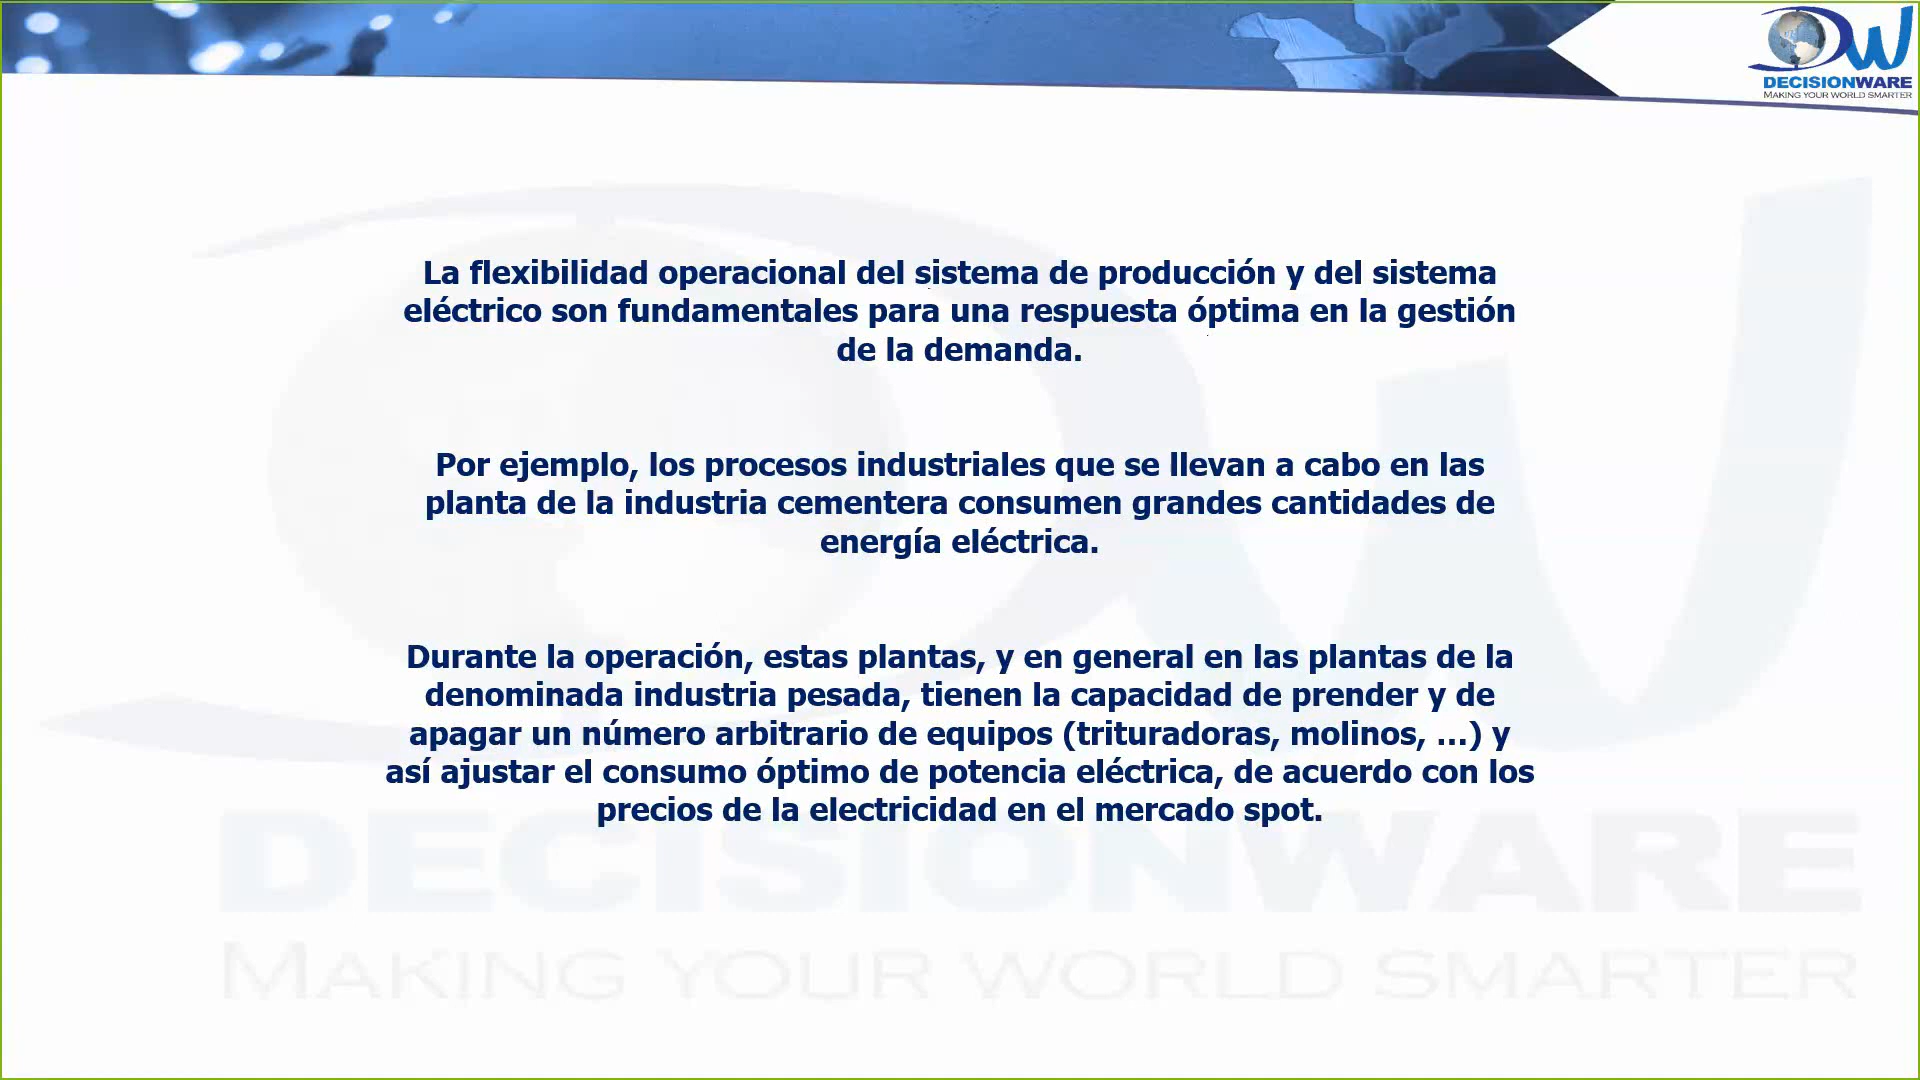 DECISIONWARE
MAKING YOUR WORLD SMARTER
La flexibilidad operacional del sistema de producción y del sistema
eléctrico son fundamentales para una respuesta óptima en la gestión
de la demanda.
Por ejemplo, los procesos industriales que se llevan a cabo en las
planta de la industria cementera consumen grandes cantidades de
energía eléctrica.
Durante la operación, estas plantas, y en general en las plantas de la
denominada industria pesada, tienen la capacidad de prender y de
apagar un número arbitrario de equipos (trituradoras, molinos, ...) y
así ajustar el consumo óptimo de potencia eléctrica, de acuerdo con los
precios de la electricidad en el mercado spot.
DECISIONWARE
MAKING YOUR WORLD SMARTER